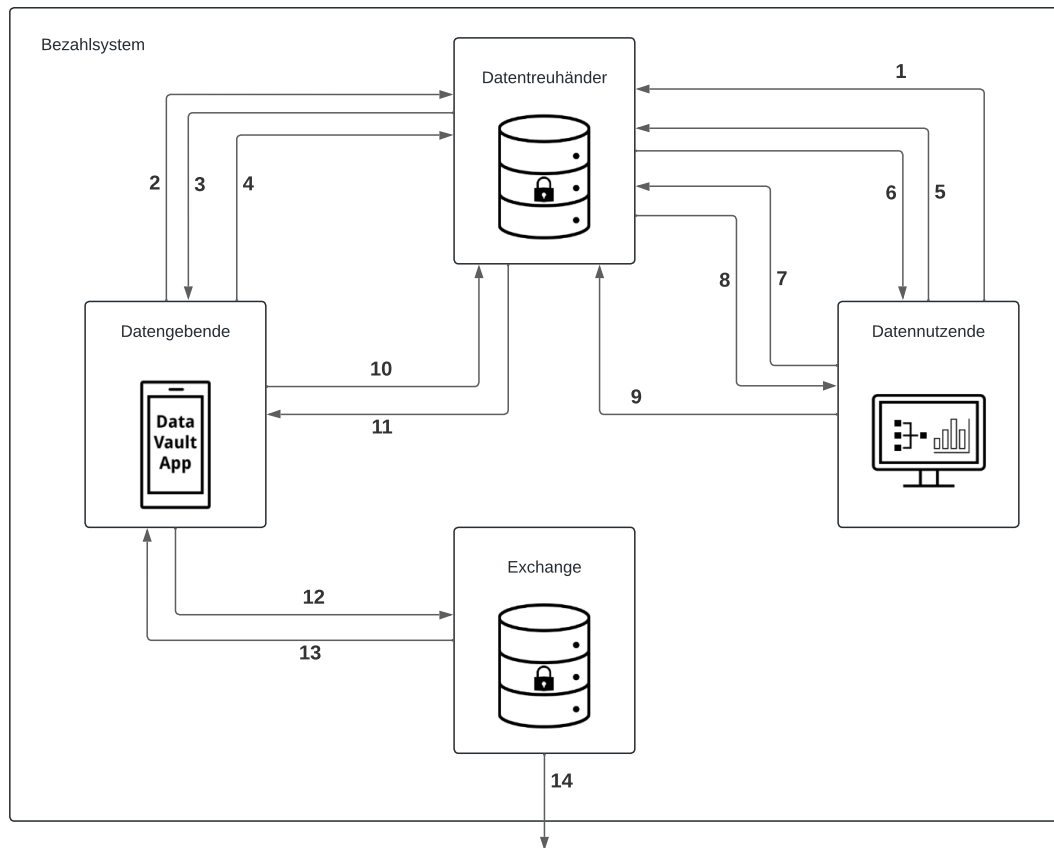 Bezahlsystem
Datentreuhänder
1
2
3
4
6
5
8
7
Datengebende
Datennutzende
Data
Vault
App
10
9
11
Exchange
12
13
14